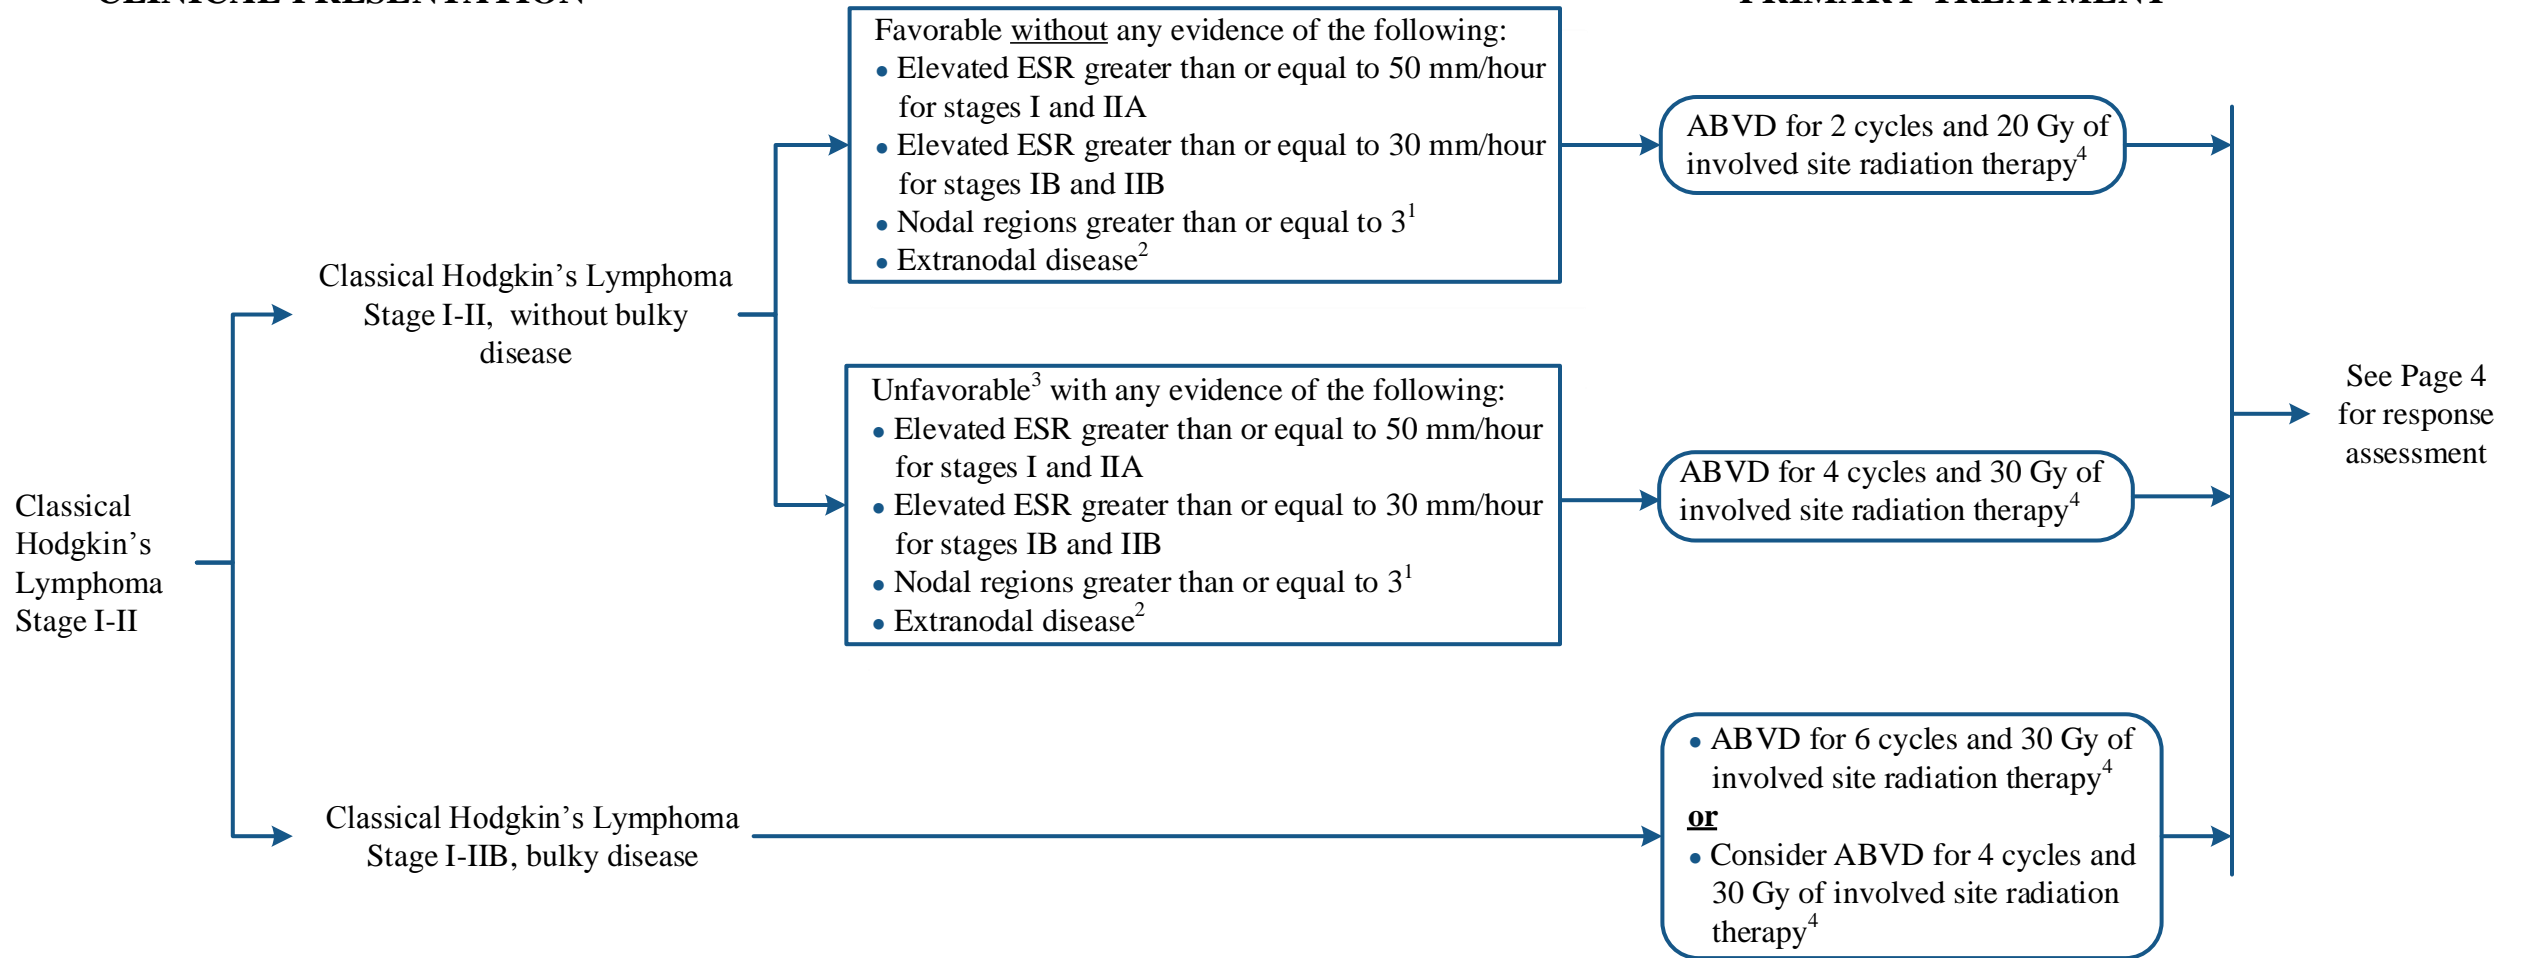 CLINICAL PRESENTATION
PRIMARY TREATMENT
Classical
Hodgkin’s
Lymphoma
Stage I-II
Classical Hodgkin’s Lymphoma
Stage I-II, without bulky
disease
Favorable without any evidence of the following:
● Elevated ESR greater than or equal to 50 mm/hour
for stages I and IIA
● Elevated ESR greater than or equal to 30 mm/hour
for stages IB and IIB
● Nodal regions greater than or equal to 3¹
● Extranodal disease²
ABVD for 2 cycles and 20 Gy of
involved site radiation therapy⁴
Unfavorable³ with any evidence of the following:
● Elevated ESR greater than or equal to 50 mm/hour
for stages I and IIA
● Elevated ESR greater than or equal to 30 mm/hour
for stages IB and IIB
● Nodal regions greater than or equal to 3¹
● Extranodal disease²
ABVD for 4 cycles and 30 Gy of
involved site radiation therapy⁴
Classical Hodgkin’s Lymphoma
Stage I-IIB, bulky disease
● ABVD for 6 cycles and 30 Gy of
involved site radiation therapy⁴
or
● Consider ABVD for 4 cycles and
30 Gy of involved site radiation
therapy⁴
See Page 4
for response
assessment